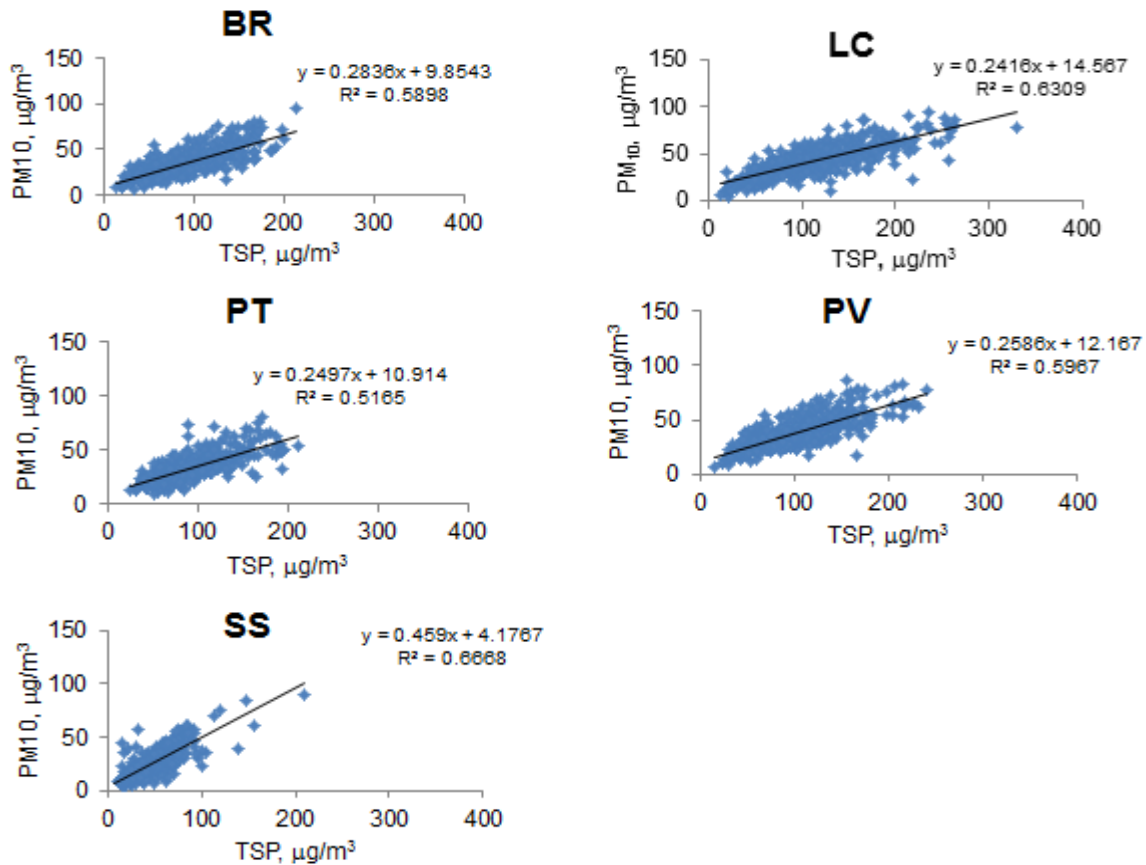 BR
y = 0.2836x + 9.8543
R² = 0.5898
150
100
50
0
PM10, µg/m³
0 100 200 300 400
TSP, µg/m³
LC
y = 0.2416x + 14.567
R² = 0.6309
150
100
50
0
PM₁₀, µg/m³
0 100 200 300 400
TSP, µg/m³
PT
y = 0.2497x + 10.914
R² = 0.5165
150
100
50
0
PM10, µg/m³
0 100 200 300 400
TSP, µg/m³
PV
y = 0.2586x + 12.167
R² = 0.5967
150
100
50
0
PM10, µg/m³
0 100 200 300 400
TSP, µg/m³
SS
y = 0.459x + 4.1767
R² = 0.6668
150
100
50
0
PM10, µg/m³
0 100 200 300 400
TSP, µg/m³